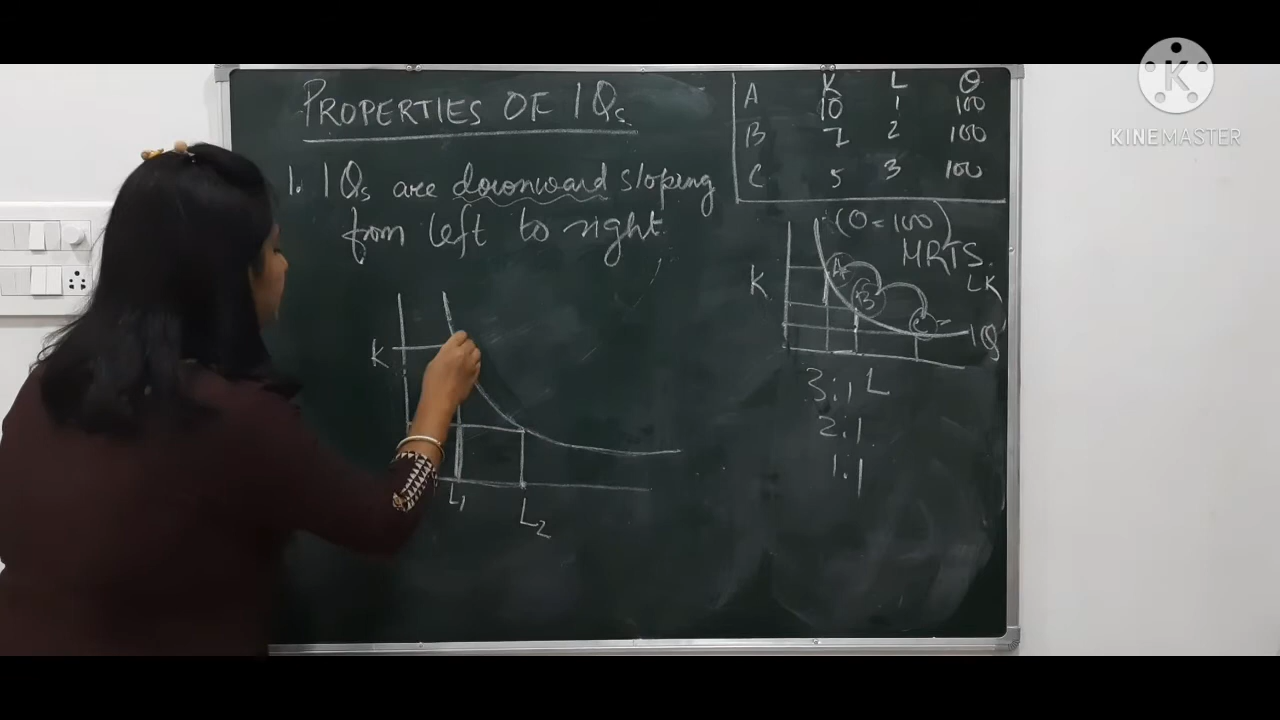 PROPERTIES OF IQs
1. IQs are downward sloping
from left to right
K L Q
A 10 1 100
B 7 2 100
C 5 3 100
(Q = 100)
MRTS
LK
K
A
B
C
IQ
L
3:1
2:1
1:1
K
L1
L2
K
KINEMASTER